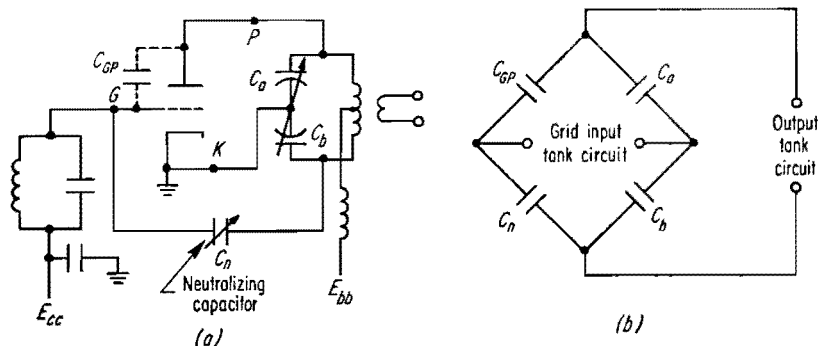 P
C_GP
G
C_a
C_b
K
C_n
Neutralizing
capacitor
E_cc
E_bb
(a)
C_GP
C_a
Grid input
tank circuit
Output
tank
circuit
C_n
C_b
(b)